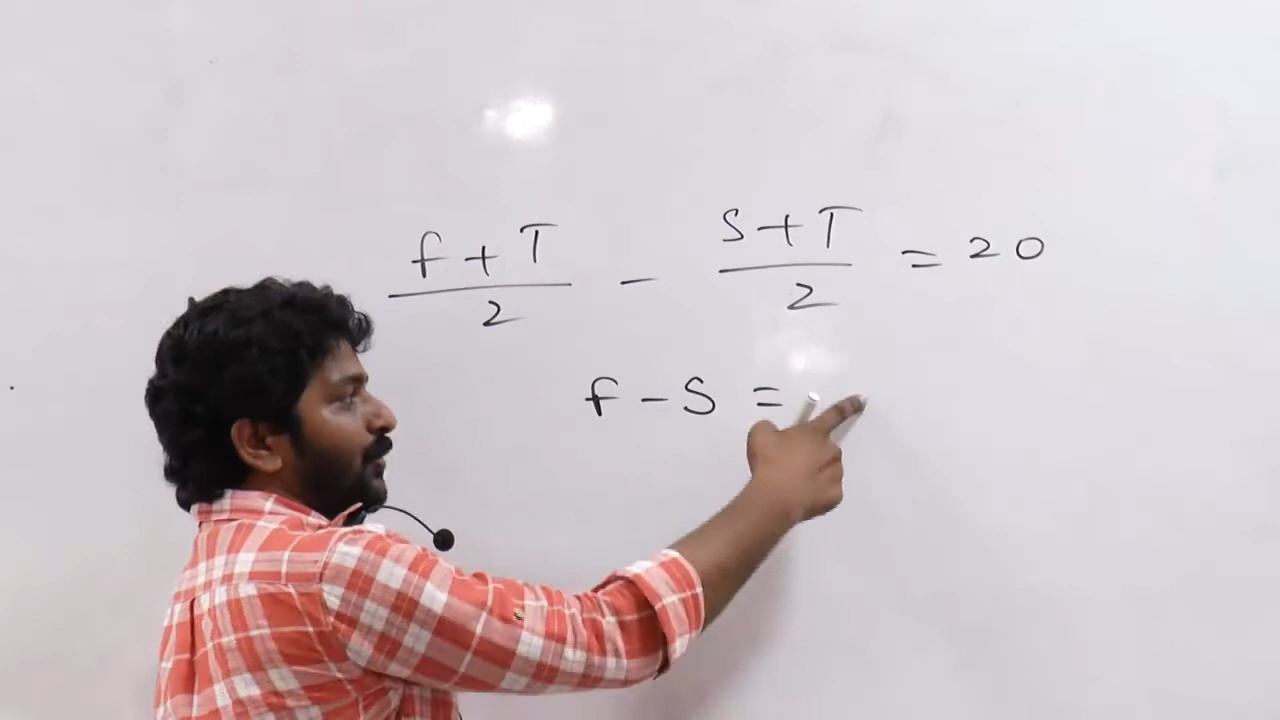 f + T / 2 - S + T / 2 = 20
f - S =